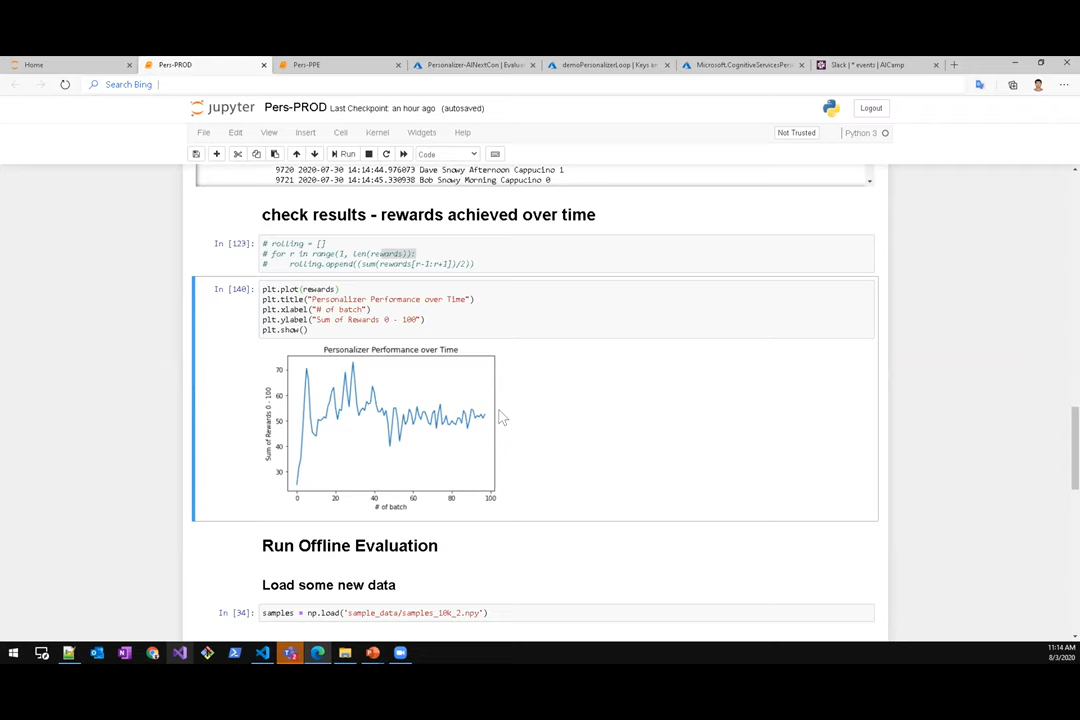 Home
Pers-PROD
Pers-PPE
Personalizer-AINextCon | Evaluat
demoPersonalizerLoop | Keys an
Microsoft.CognitiveServicesPers
Slack | * events | AICamp
Search Bing
jupyter Pers-PROD Last Checkpoint: an hour ago (autosaved)
Logout
File Edit View Insert Cell Kernel Widgets Help
Not Trusted
Python 3
Run
Code
9720 2020-07-30 14:14:44.976073 Dave Snowy Afternoon Cappucino 1
9721 2020-07-30 14:14:45.330938 Bob Snowy Morning Cappucino 0
check results - rewards achieved over time
In [123]: # rolling = []
# for r in range(1, len(rewards)):
# rolling.append((sum(rewards[r-1:r+1])/2))
In [140]: plt.plot(rewards)
plt.title("Personalizer Performance over Time")
plt.xlabel("# of batch")
plt.ylabel("Sum of Rewards 0 - 100")
plt.show()
Personalizer Performance over Time
Sum of Rewards 0 - 100
70
60
50
40
30
0 20 40 60 80 100
# of batch
Run Offline Evaluation
Load some new data
In [34]: samples = np.load('sample_data/samples_10k_2.npy')
11:14 AM
8/3/2020